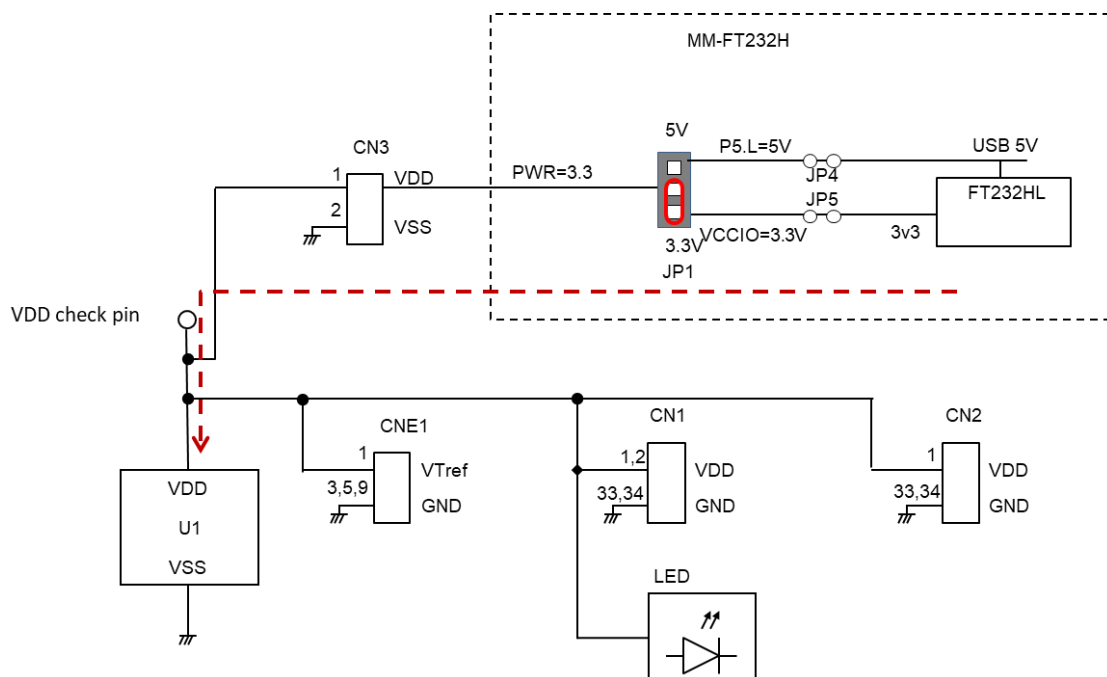 MM-FT232H
5V
P5.L=5V
USB 5V
CN3
JP4
1
VDD
PWR=3.3
FT232HL
JP5
2
VSS
VCCIO=3.3V
3v3
3.3V
JP1
VDD check pin
CNE1
CN1
CN2
1
VTref
1,2
VDD
1
VDD
3,5,9
GND
33,34
GND
33,34
GND
VDD
U1
VSS
LED